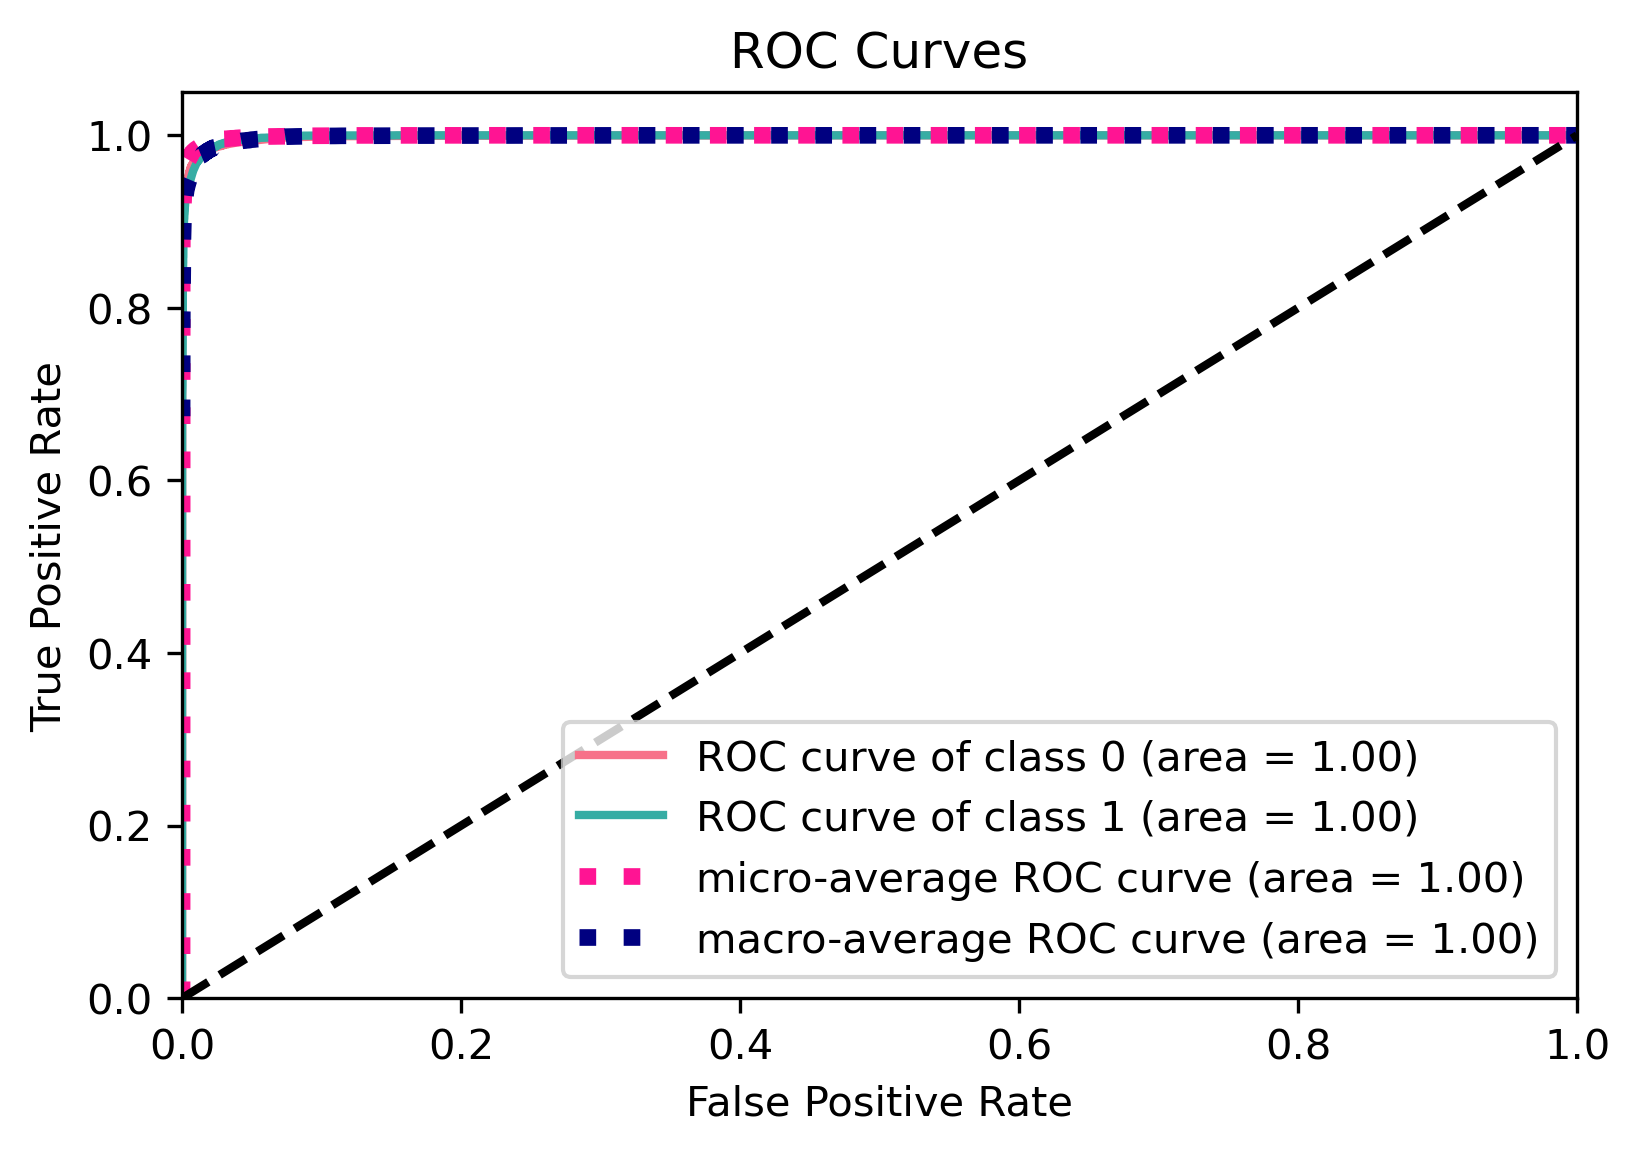 ROC Curves
1.0
0.8
0.6
0.4
0.2
0.0
True Positive Rate
ROC curve of class 0 (area = 1.00)
ROC curve of class 1 (area = 1.00)
micro-average ROC curve (area = 1.00)
macro-average ROC curve (area = 1.00)
0.0 0.2 0.4 0.6 0.8 1.0
False Positive Rate